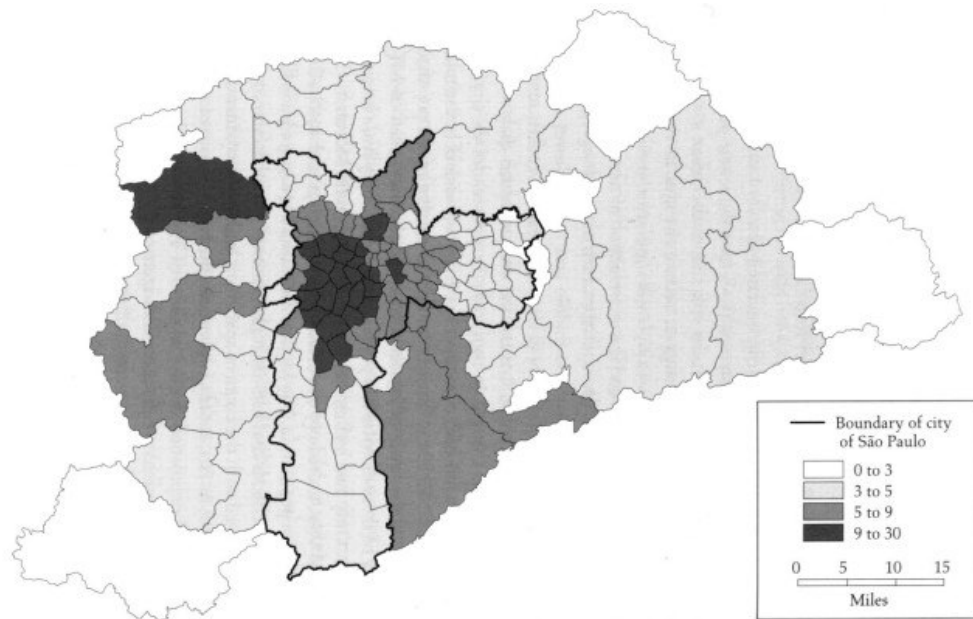 Boundary of city
of São Paulo
0 to 3
3 to 5
5 to 9
9 to 30
0 5 10 15
Miles